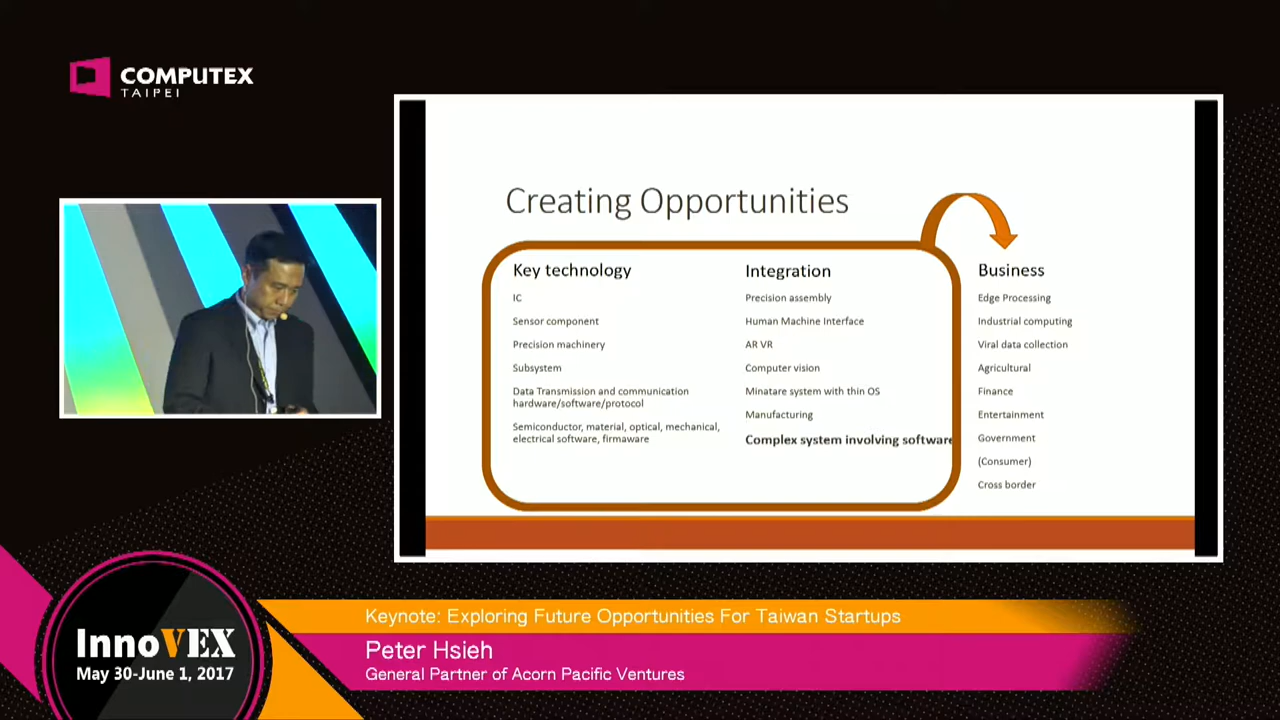 COMPUTEX
TAIPEI
Creating Opportunities
Key technology
IC
Sensor component
Precision machinery
Subsystem
Data Transmission and communication
hardware/software/protocol
Semiconductor, material, optical, mechanical,
electrical software, firmaware
Integration
Precision assembly
Human Machine Interface
AR VR
Computer vision
Minatare system with thin OS
Manufacturing
Complex system involving software
Business
Edge Processing
Industrial computing
Viral data collection
Agricultural
Finance
Entertainment
Government
(Consumer)
Cross border
InnoVEX
May 30-June 1, 2017
Keynote: Exploring Future Opportunities For Taiwan Startups
Peter Hsieh
General Partner of Acorn Pacific Ventures